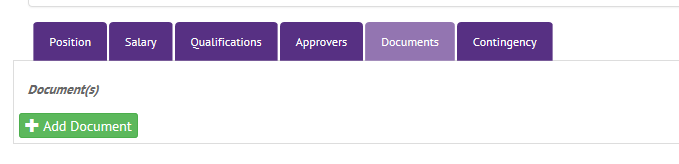 Position Salary Qualifications Approvers Documents Contingency
Document(s)
Add Document